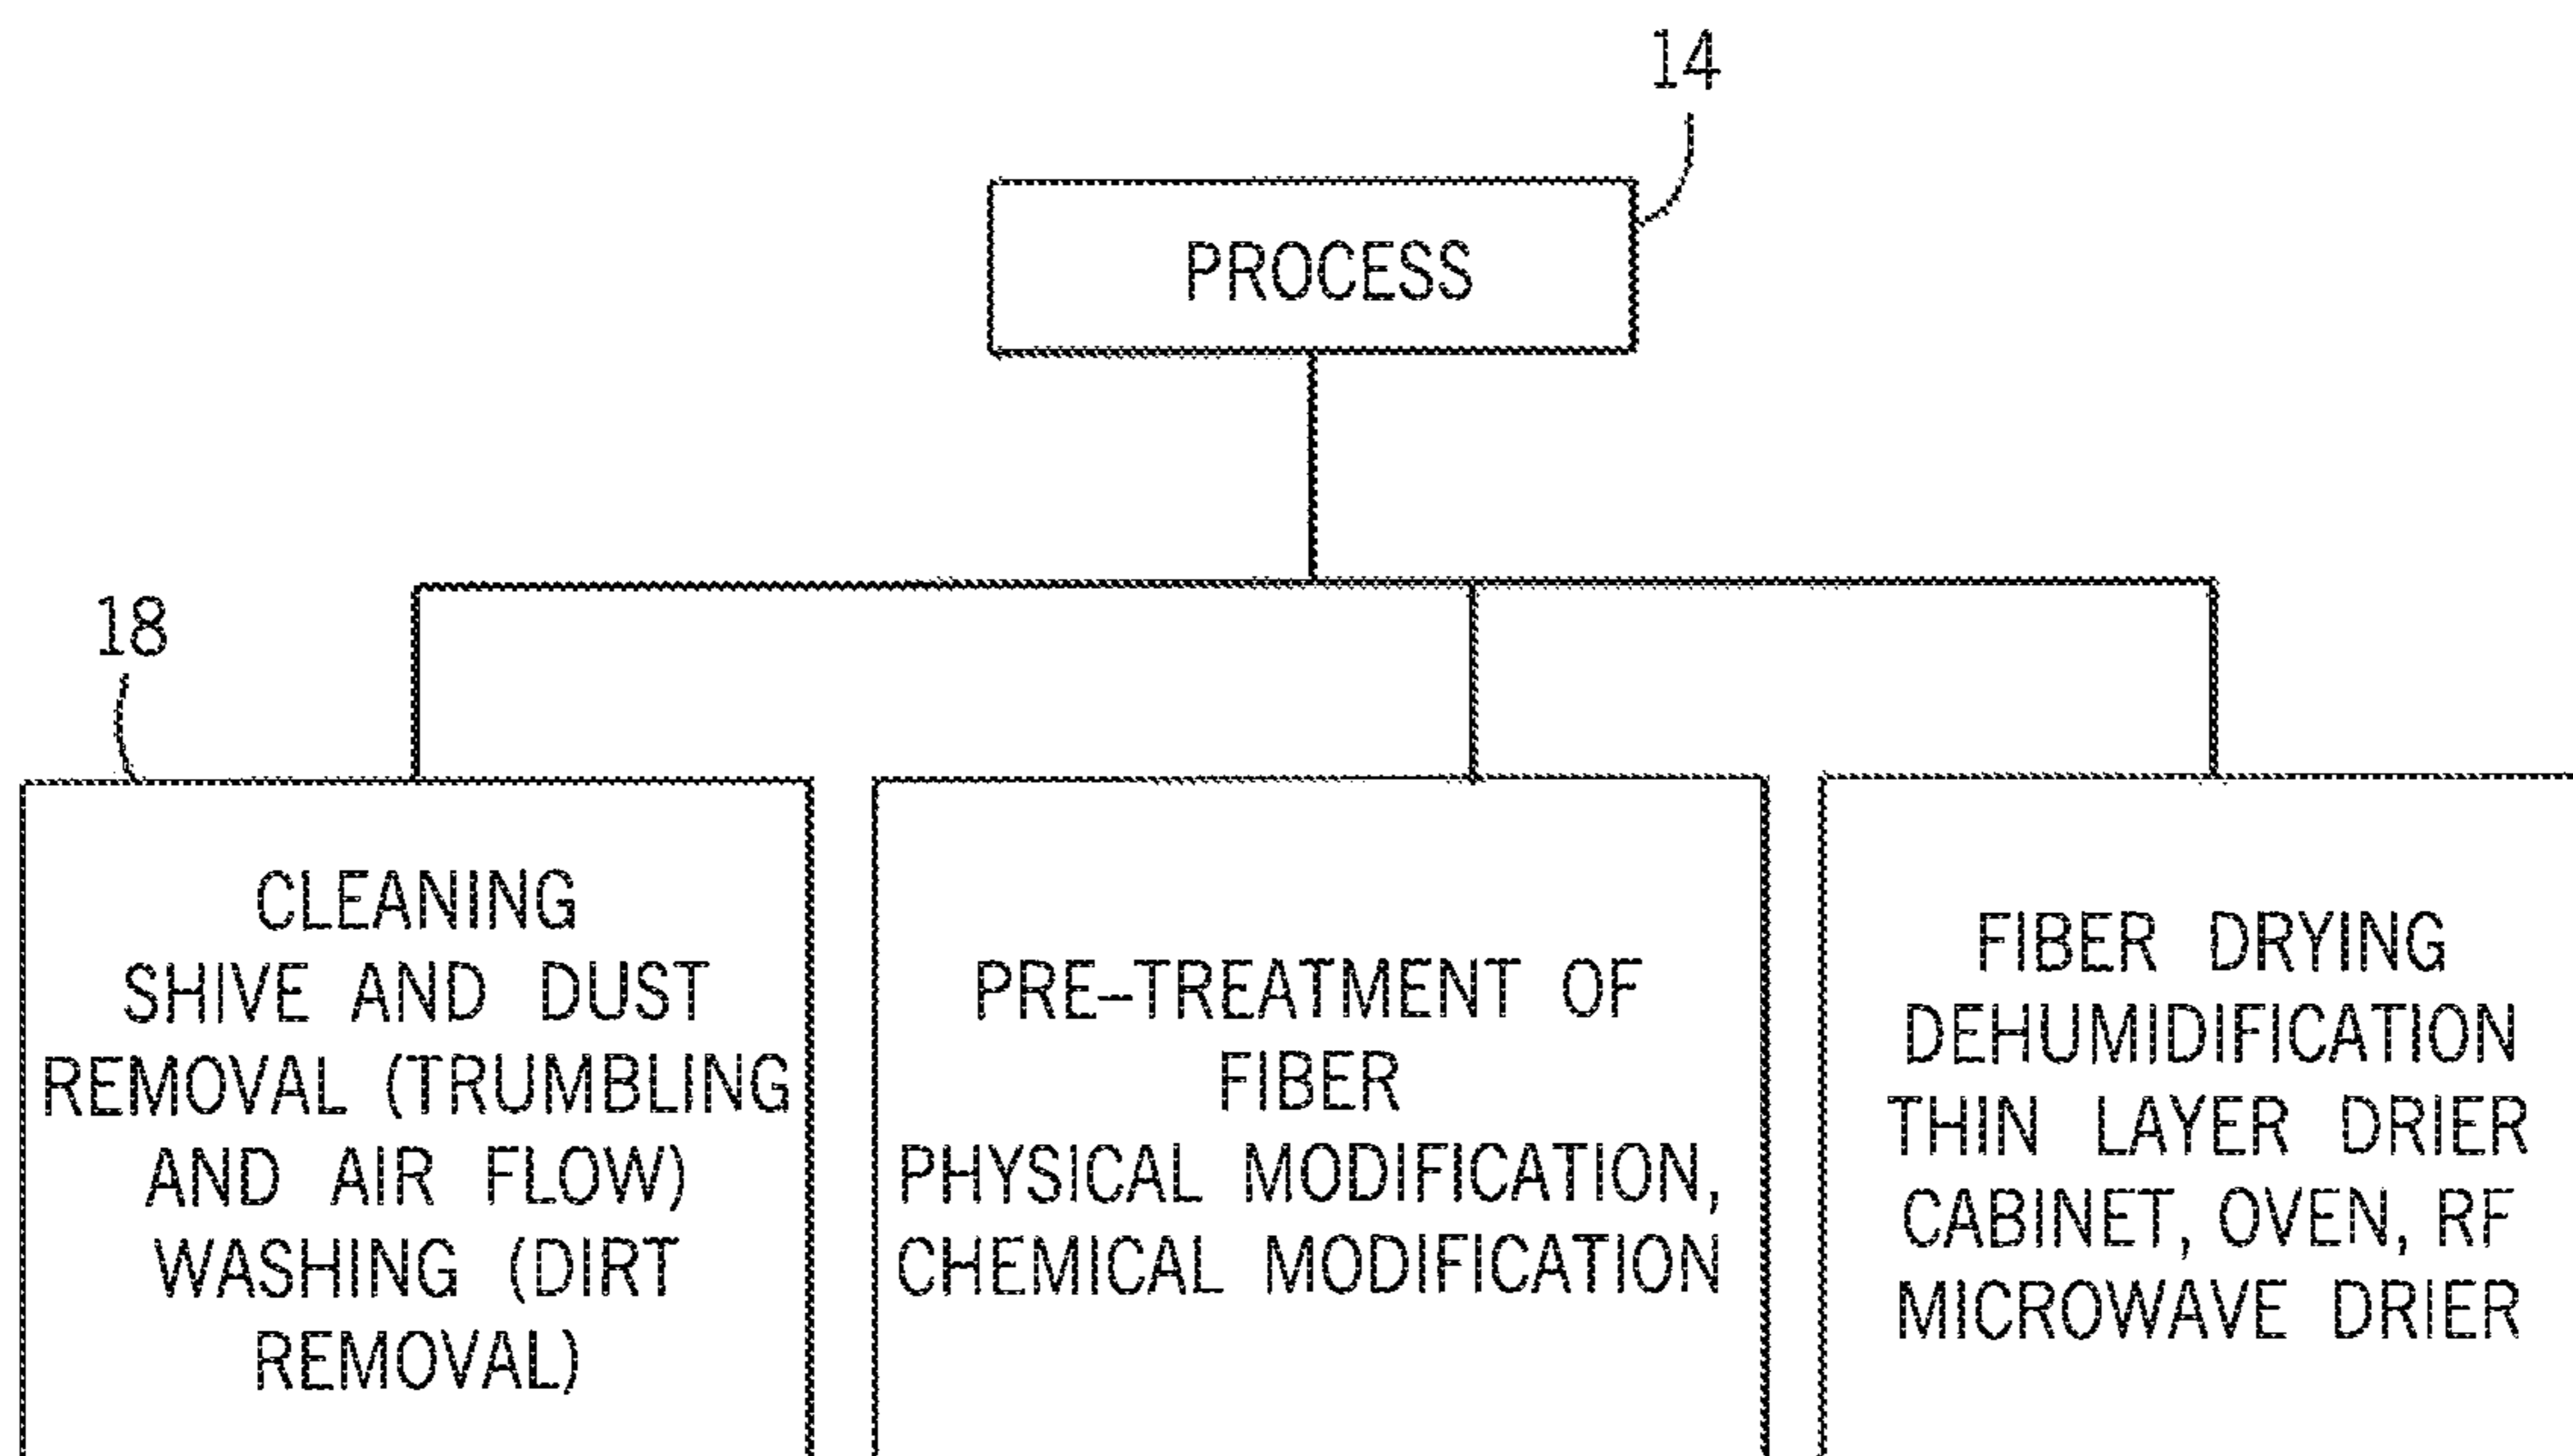 14
PROCESS
18
CLEANING
SHIVE AND DUST
REMOVAL (TRUMBLING
AND AIR FLOW)
WASHING (DIRT
REMOVAL)
PRE-TREATMENT OF
FIBER
PHYSICAL MODIFICATION,
CHEMICAL MODIFICATION
FIBER DRYING
DEHUMIDIFICATION
THIN LAYER DRIER
CABINET, OVEN, RF
MICROWAVE DRIER